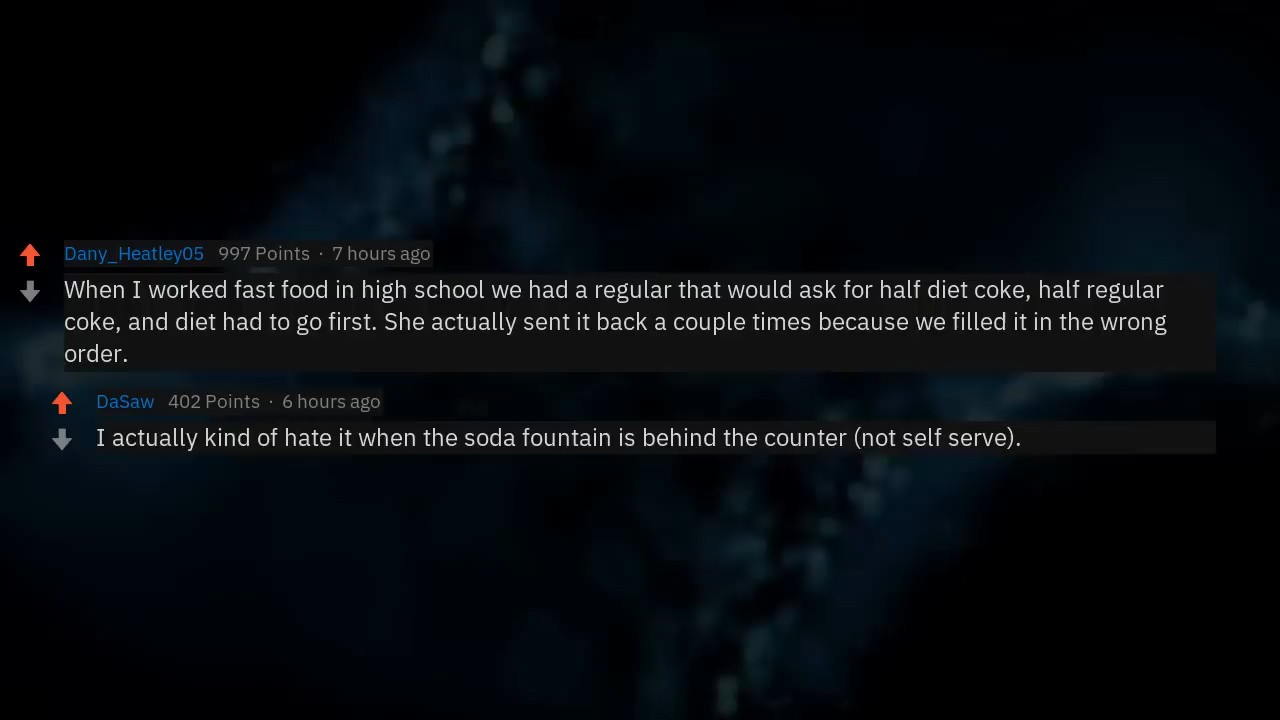 Dany_Heatley05 997 Points · 7 hours ago
When I worked fast food in high school we had a regular that would ask for half diet coke, half regular
coke, and diet had to go first. She actually sent it back a couple times because we filled it in the wrong
order.
DaSaw 402 Points · 6 hours ago
I actually kind of hate it when the soda fountain is behind the counter (not self serve).